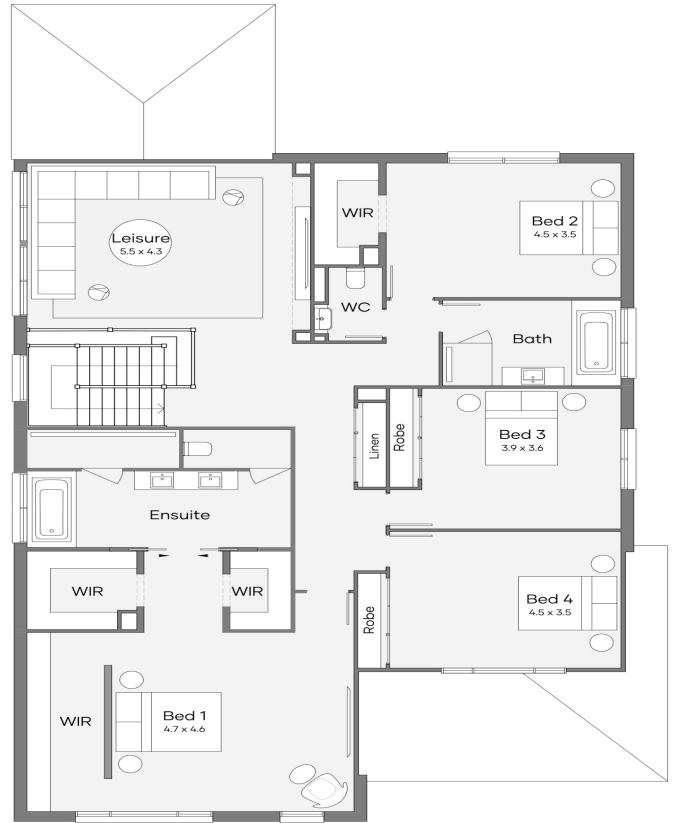 WIR
Bed 2
4.5 x 3.5
Leisure
5.5 x 4.3
WC
Bath
Linen
Robe
Bed 3
3.9 x 3.6
Ensuite
WIR
WIR
Robe
Bed 4
4.5 x 3.5
WIR
Bed 1
4.7 x 4.6